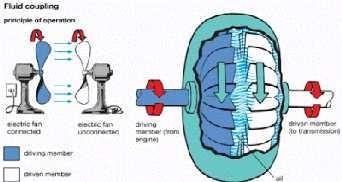 Fluid coupling
principle of operation
electric fan
connected
electric fan
unconnected
driving
member (from
engine)
driven member
(to transmission)
oil
driving member
driven member